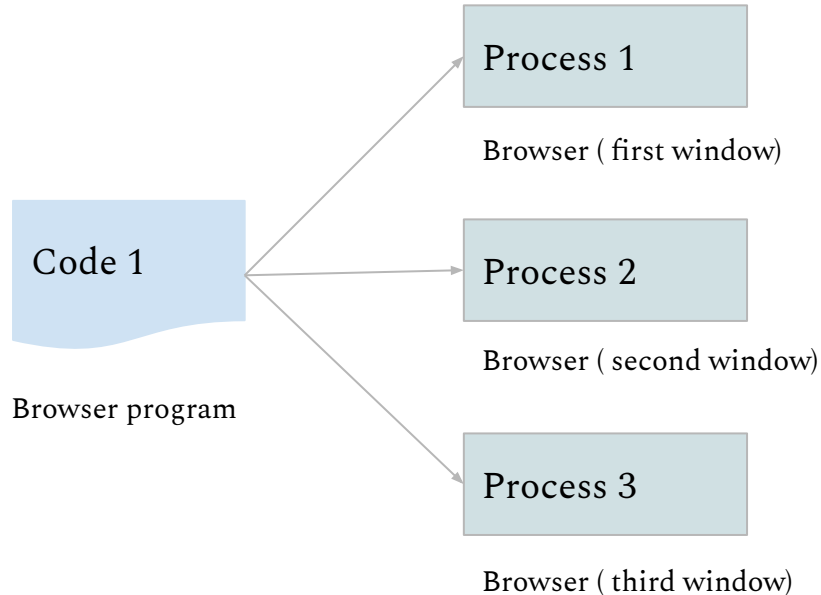 Process 1
Browser ( first window)
Code 1
Process 2
Browser ( second window)
Browser program
Process 3
Browser ( third window)